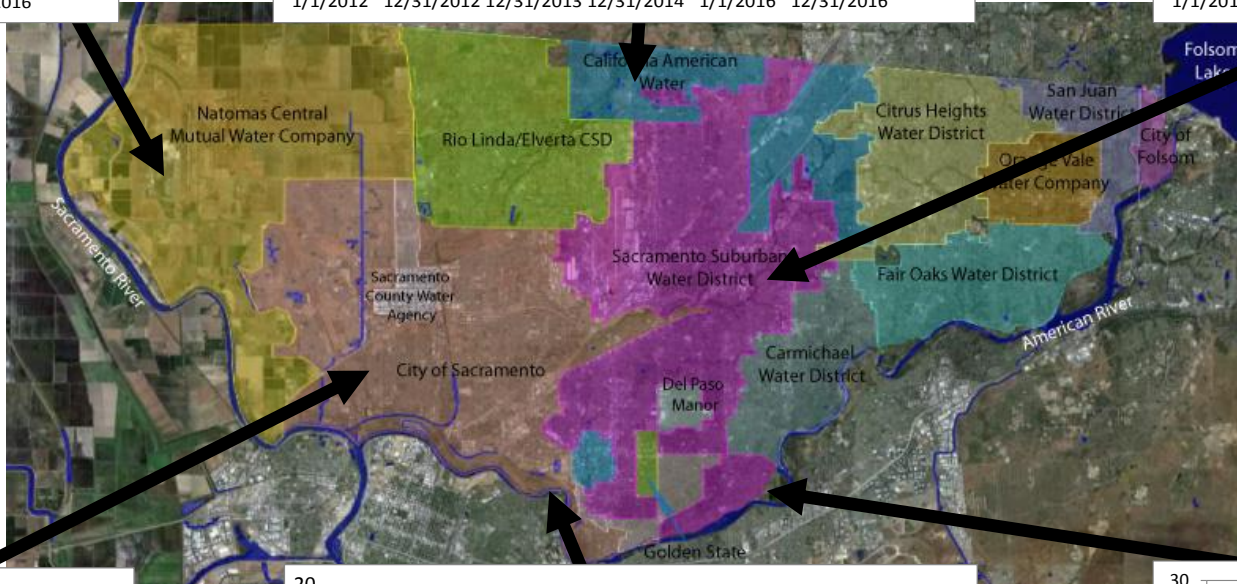 2016
1/1/2012 12/31/2012 12/31/2013 12/31/2014 1/1/2016 12/31/2016
1/1/201
Folsom
Lake
California American
Water
San Juan
Water District
Natomas Central
Mutual Water Company
Rio Linda/Elverta CSD
Citrus Heights
Water District
City of
Folsom
Orange Vale
Water Company
Sacramento River
Sacramento Suburban
Water District
Fair Oaks Water District
Sacramento
County Water
Agency
American River
City of Sacramento
Carmichael
Water District
Del Paso
Manor
Golden State
20
30